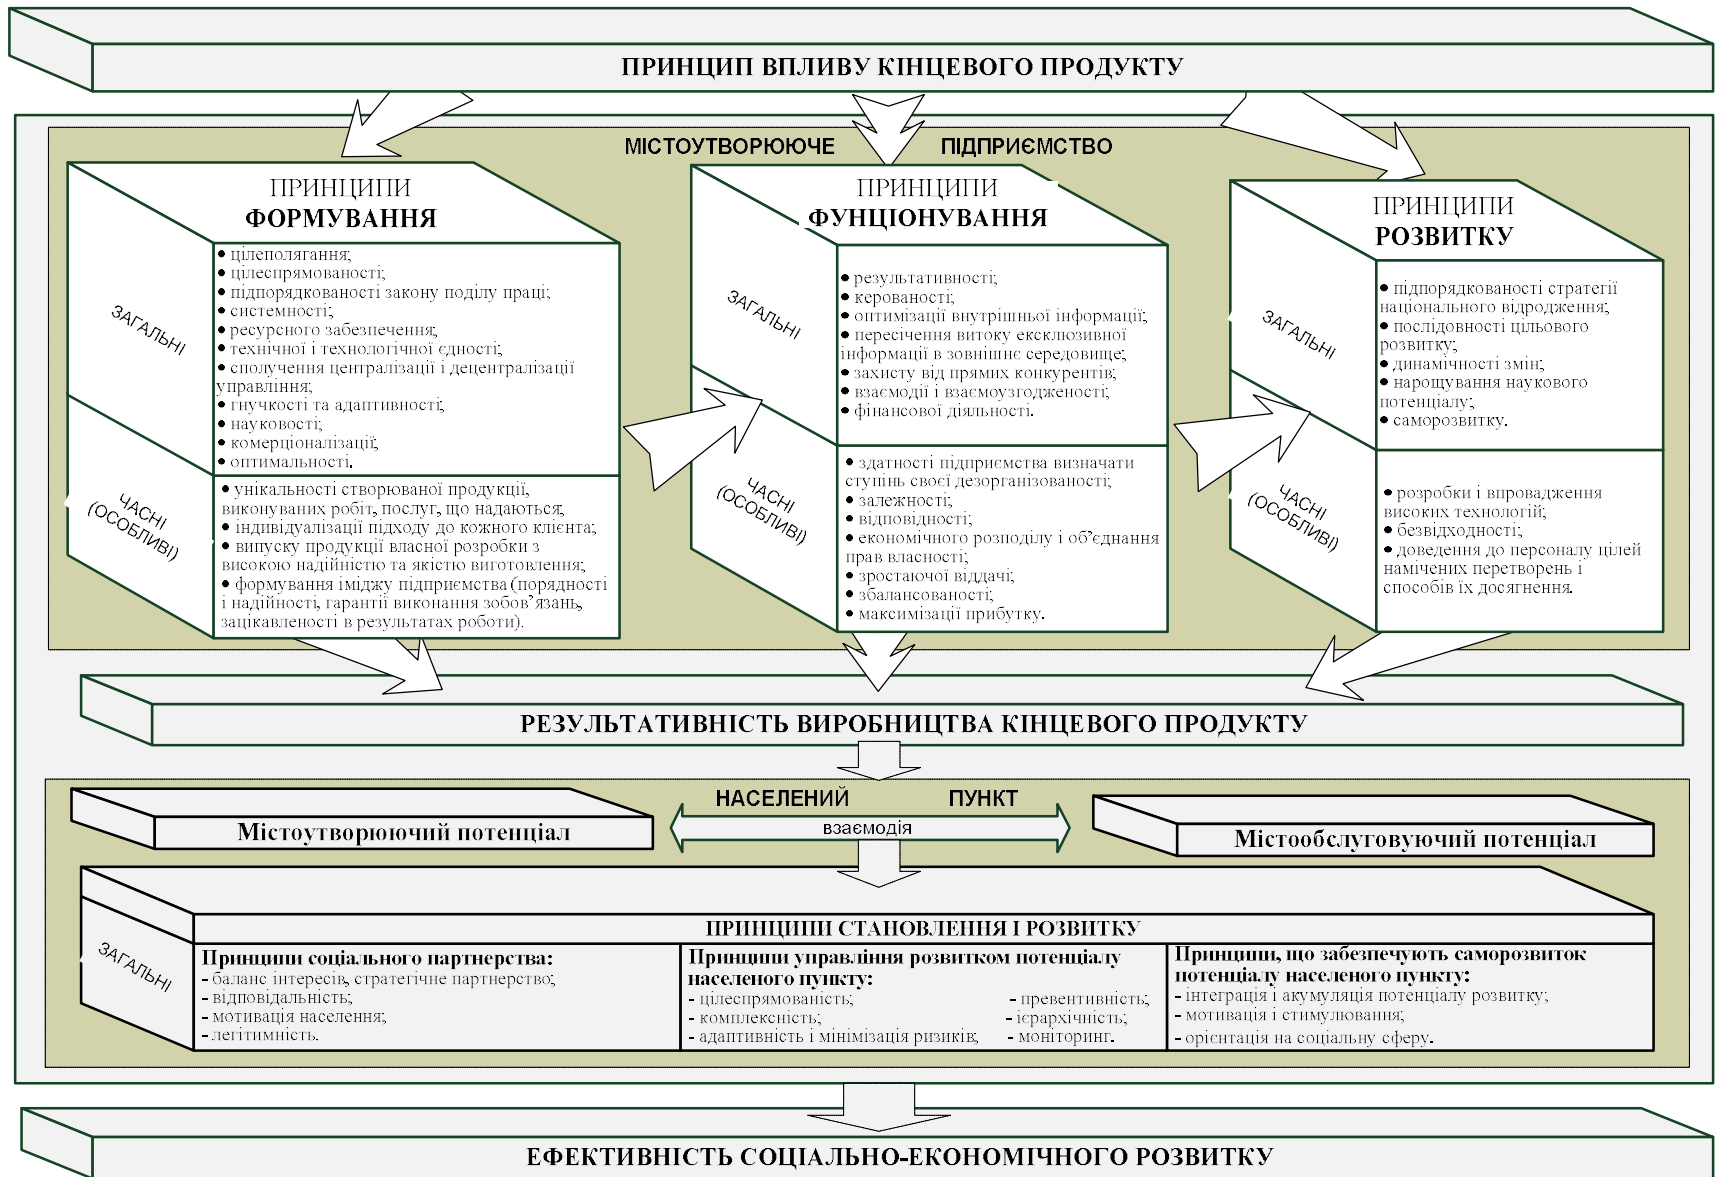 ПРИНЦИП ВПЛИВУ КІНЦЕВОГО ПРОДУКТУ
МІСТОУТВОРЮЮЧЕ ПІДПРИЄМСТВО
ПРИНЦИПИ
ФОРМУВАННЯ
ЗАГАЛЬНІ
• цілеполягання;
• цілеспрямованості;
• підпорядкованості закону поділу праці;
• системності;
• ресурсного забезпечення;
• технічної і технологічної єдності;
• сполучення централізації і децентралізації
управління;
• гнучкості та адаптивності;
• науковості;
• комерціоналізації;
• оптимальності.
ЧАСНІ
(ОСОБЛИВІ)
• унікальності створюваної продукції,
виконуваних робіт, послуг, що надаються;
• індивідуалізації підходу до кожного клієнта;
• випуску продукції власної розробки з
високою надійністю та якістю виготовлення;
• формування іміджу підприємства (порядності
і надійності, гарантії виконання зобов’язань,
зацікавленості в результатах роботи).
ПРИНЦИПИ
ФУНЦІОНУВАННЯ
ЗАГАЛЬНІ
• результативності;
• керованості;
• оптимізації внутрішньої інформації;
• пересічення витоку ексклюзивної
інформації в зовнішнє середовище;
• захисту від прямих конкурентів;
• взаємодії і взаємоузгодженості;
• фінансової діяльності.
ЧАСНІ
(ОСОБЛИВІ)
• здатності підприємства визначати
ступінь своєї дезорганізованості;
• залежності;
• відповідності;
• економічного розподілу і об’єднання
прав власності;
• зростаючої віддачі;
• збалансованості;
• максимізації прибутку.
ПРИНЦИПИ
РОЗВИТКУ
ЗАГАЛЬНІ
• підпорядкованості стратегії
національного відродження;
• послідовності цільового
розвитку;
• динамічності змін;
• нарощування наукового
потенціалу;
• саморозвитку.
ЧАСНІ
(ОСОБЛИВІ)
• розробки і впровадження
високих технологій;
• безвідходності;
• доведення до персоналу цілей
намічених перетворень і
способів їх досягнення.
РЕЗУЛЬТАТИВНІСТЬ ВИРОБНИЦТВА КІНЦЕВОГО ПРОДУКТУ
НАСЕЛЕНИЙ ПУНКТ
Містоутворюючий потенціал
взаємодія
Містообслуговуючий потенціал
ПРИНЦИПИ СТАНОВЛЕННЯ І РОЗВИТКУ
ЗАГАЛЬНІ
Принципи соціального партнерства:
- баланс інтересів, стратегічне партнерство;
- відповідальність;
- мотивація населення;
- легітимність.
Принципи управління розвитком потенціалу
населеного пункту:
- цілеспрямованість; - превентивність;
- комплексність; - ієрархічність;
- адаптивність і мінімізація ризиків; - моніторинг.
Принципи, що забезпечують саморозвиток
потенціалу населеного пункту:
- інтеграція і акумуляція потенціалу розвитку;
- мотивація і стимулювання;
- орієнтація на соціальну сферу.
ЕФЕКТИВНІСТЬ СОЦІАЛЬНО-ЕКОНОМІЧНОГО РОЗВИТКУ